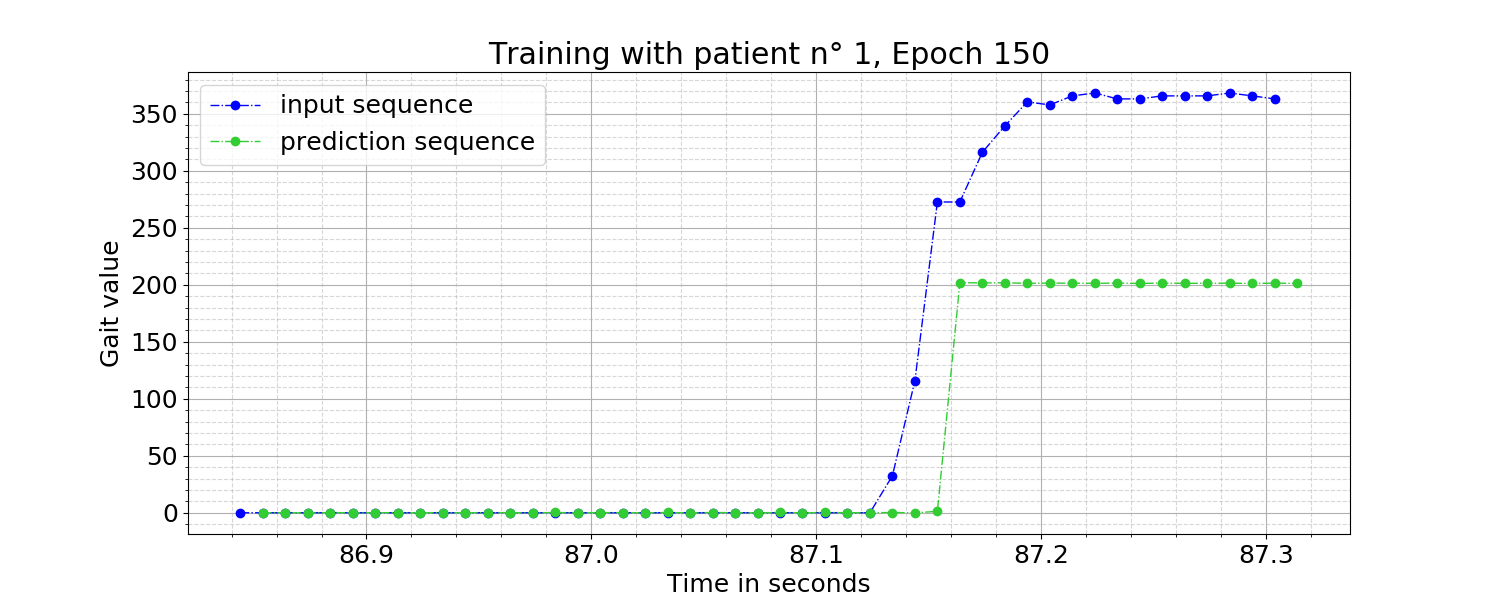 Training with patient n° 1, Epoch 150
input sequence
prediction sequence
Gait value
350
300
250
200
150
100
50
0
86.9 87.0 87.1 87.2 87.3
Time in seconds